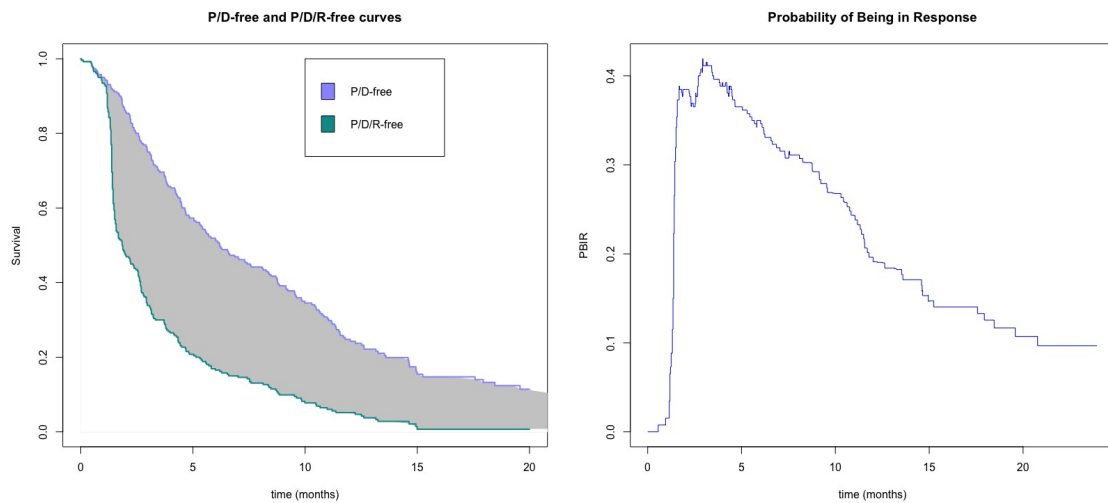 P/D-free and P/D/R-free curves
Survival
1.0
0.8
0.6
0.4
0.2
0.0
P/D-free
P/D/R-free
0 5 10 15 20
time (months)
Probability of Being in Response
PBIR
0.4
0.3
0.2
0.1
0.0
0 5 10 15 20
time (months)